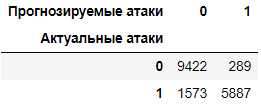 Прогнозируемые атаки 0 1
Актуальные атаки
0 9422 289
1 1573 5887